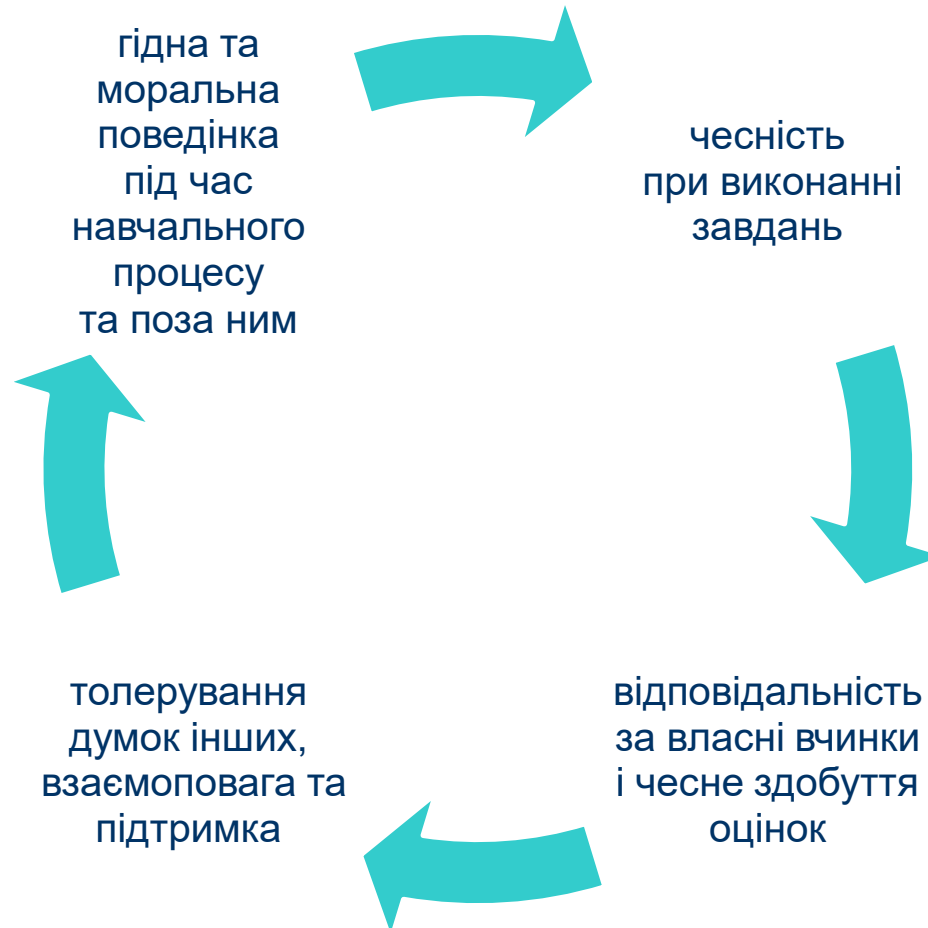 гідна та
моральна
поведінка
під час
навчального
процесу
та поза ним
чесність
при виконанні
завдань
відповідальність
за власні вчинки
і чесне здобуття
оцінок
толерування
думок інших,
взаємоповага та
підтримка